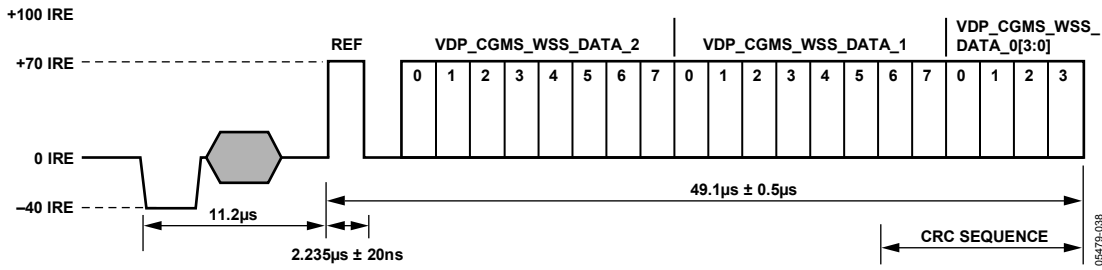 +100 IRE
REF
VDP_CGMS_WSS_DATA_2
VDP_CGMS_WSS_DATA_1
VDP_CGMS_WSS_
DATA_0[3:0]
+70 IRE
0 1 2 3 4 5 6 7 0 1 2 3 4 5 6 7 0 1 2 3
0 IRE
–40 IRE
49.1µs ± 0.5µs
11.2µs
CRC SEQUENCE
2.235µs ± 20ns
05479-038